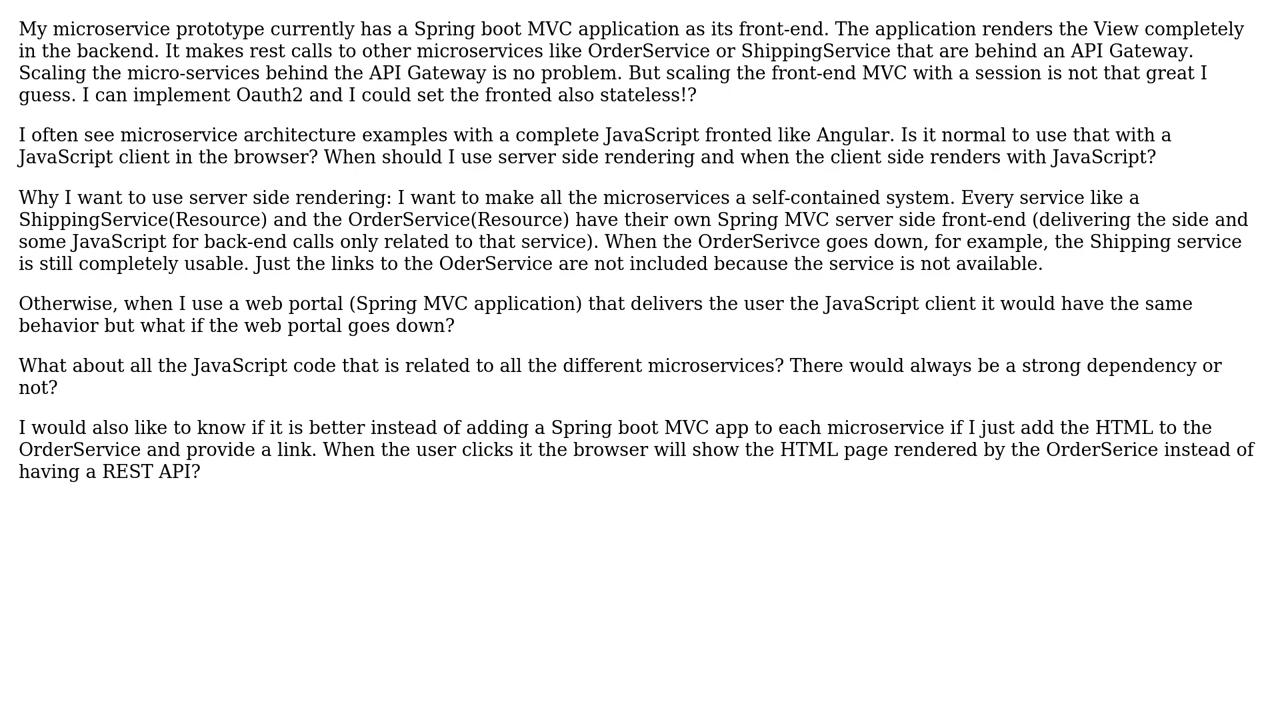 My microservice prototype currently has a Spring boot MVC application as its front-end. The application renders the View completely
in the backend. It makes rest calls to other microservices like OrderService or ShippingService that are behind an API Gateway.
Scaling the micro-services behind the API Gateway is no problem. But scaling the front-end MVC with a session is not that great I
guess. I can implement Oauth2 and I could set the fronted also stateless!?
I often see microservice architecture examples with a complete JavaScript fronted like Angular. Is it normal to use that with a
JavaScript client in the browser? When should I use server side rendering and when the client side renders with JavaScript?
Why I want to use server side rendering: I want to make all the microservices a self-contained system. Every service like a
ShippingService(Resource) and the OrderService(Resource) have their own Spring MVC server side front-end (delivering the side and
some JavaScript for back-end calls only related to that service). When the OrderSerivce goes down, for example, the Shipping service
is still completely usable. Just the links to the OderService are not included because the service is not available.
Otherwise, when I use a web portal (Spring MVC application) that delivers the user the JavaScript client it would have the same
behavior but what if the web portal goes down?
What about all the JavaScript code that is related to all the different microservices? There would always be a strong dependency or
not?
I would also like to know if it is better instead of adding a Spring boot MVC app to each microservice if I just add the HTML to the
OrderService and provide a link. When the user clicks it the browser will show the HTML page rendered by the OrderSerice instead of
having a REST API?